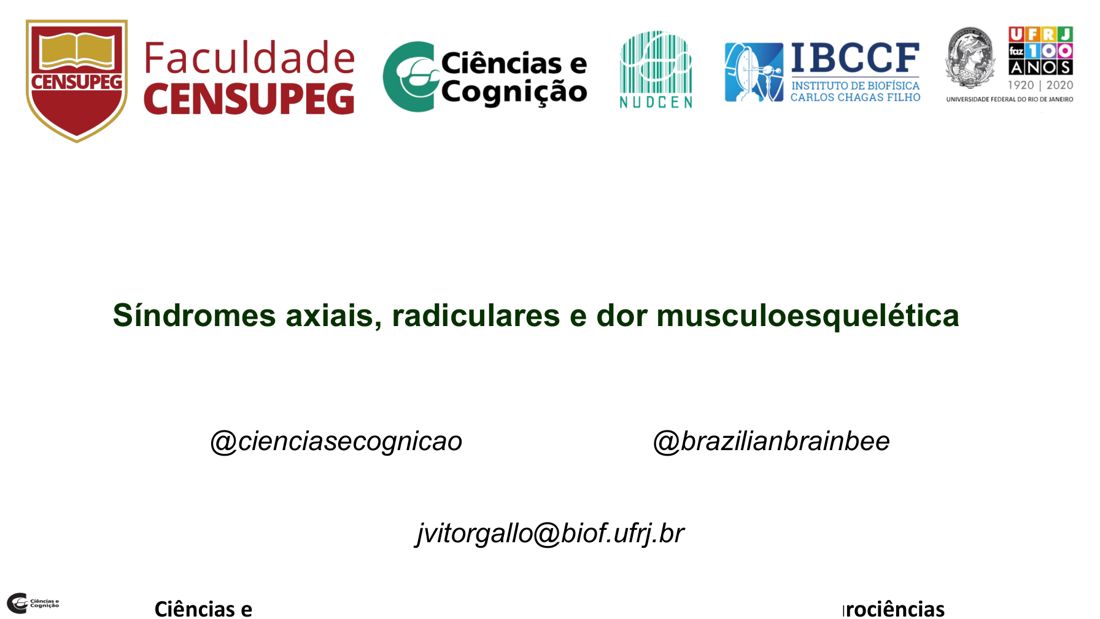 CENSUPEG
Faculdade
CENSUPEG
Ciências e
Cognição
NUDCEN
IBCCF
INSTITUTO DE BIOFÍSICA
CARLOS CHAGAS FILHO
UFRJ
faz 100
ANOS
1920 | 2020
UNIVERSIDADE FEDERAL DO RIO DE JANEIRO
Síndromes axiais, radiculares e dor musculoesquelética
@cienciasecognicao @brazilianbrainbee
jvitorgallo@biof.ufrj.br
Ciências e
Cognição
Ciências e rociências